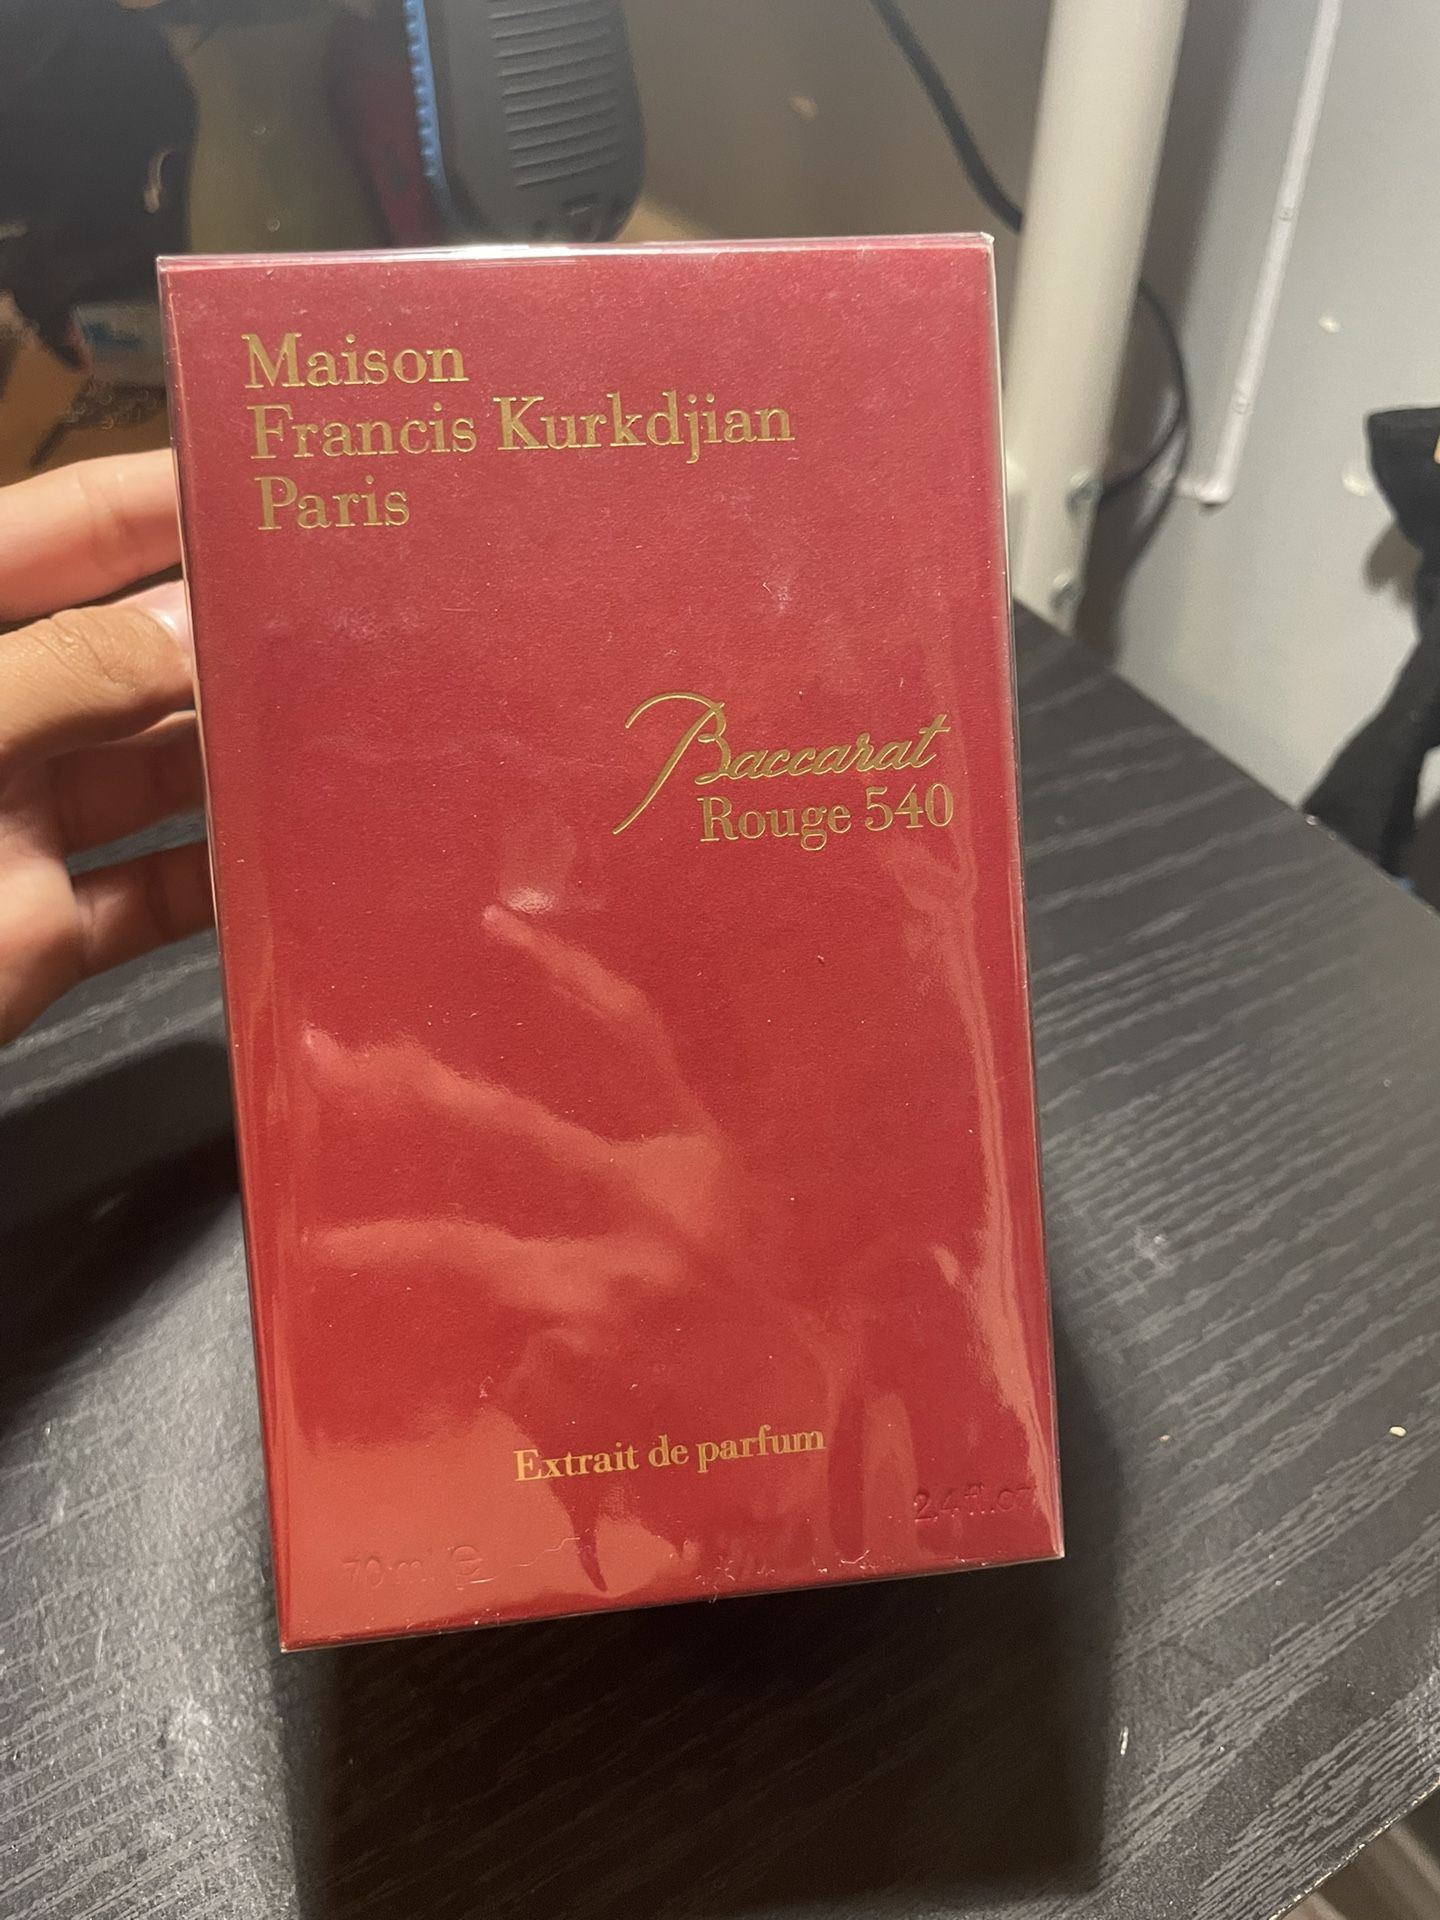 Maison
Francis Kurkdjian
Paris
Baccarat
Rouge 540
Extrait de parfum
2,4 fl.oz
70 ml ℮